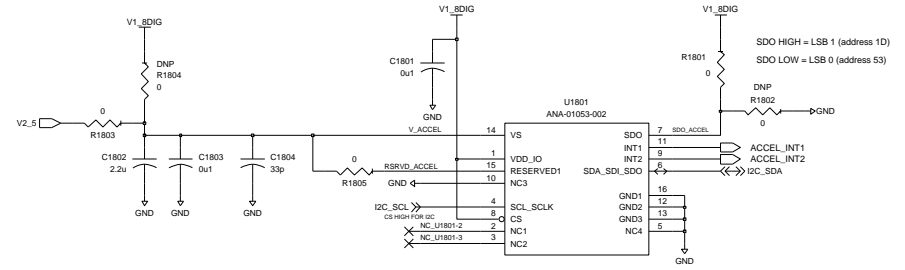 V1_8DIG
V1_8DIG
V1_8DIG
DNP
R1804
0
C1801
0u1
GND
R1801
0
SDO HIGH = LSB 1 (address 1D)
SDO LOW = LSB 0 (address 53)
DNP
R1802
0
GND
V2_5
0
R1803
U1801
ANA-01053-002
V_ACCEL
14
VS
SDO
7
SDO_ACCEL
INT1
11
ACCEL_INT1
INT2
9
ACCEL_INT2
1
VDD_IO
SDA_SDI_SDO
6
I2C_SDA
C1802
2.2u
GND
C1803
0u1
GND
C1804
33p
GND
0
R1805
RSRVD_ACCEL
15
RESERVED1
GND
10
NC3
I2C_SCL
4
SCL_SCLK
CS HIGH FOR I2C
8
CS
NC_U1801-2
2
NC1
NC_U1801-3
3
NC2
GND1
16
GND2
12
GND3
13
NC4
5
GND